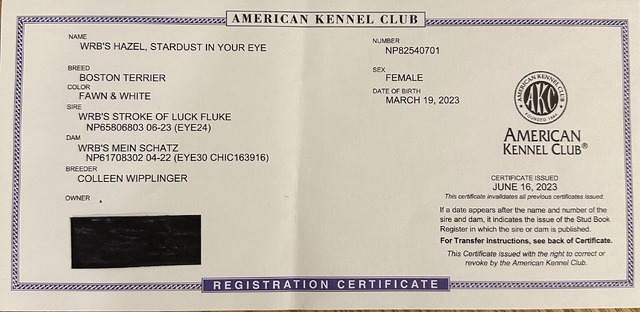 AMERICAN KENNEL CLUB
NAME
WRB'S HAZEL, STARDUST IN YOUR EYE
BREED
BOSTON TERRIER
COLOR
FAWN & WHITE
SIRE
WRB'S STROKE OF LUCK FLUKE
NP65806803 06-23 (EYE24)
DAM
WRB'S MEIN SCHATZ
NP61708302 04-22 (EYE30 CHIC163916)
BREEDER
COLLEEN WIPPLINGER
OWNER
NUMBER
NP82540701
SEX
FEMALE
DATE OF BIRTH
MARCH 19, 2023
AMERICAN KENNEL CLUB
AKC
FOUNDED 1884
AMERICAN
KENNEL CLUB®
CERTIFICATE ISSUED
JUNE 16, 2023
This certificate invalidates all previous certificates issued.
If a date appears after the name and number of the
sire and dam, it indicates the issue of the Stud Book
Register in which the sire or dam is published.
For Transfer Instructions, see back of Certificate.
This Certificate issued with the right to correct or
revoke by the American Kennel Club.
REGISTRATION CERTIFICATE